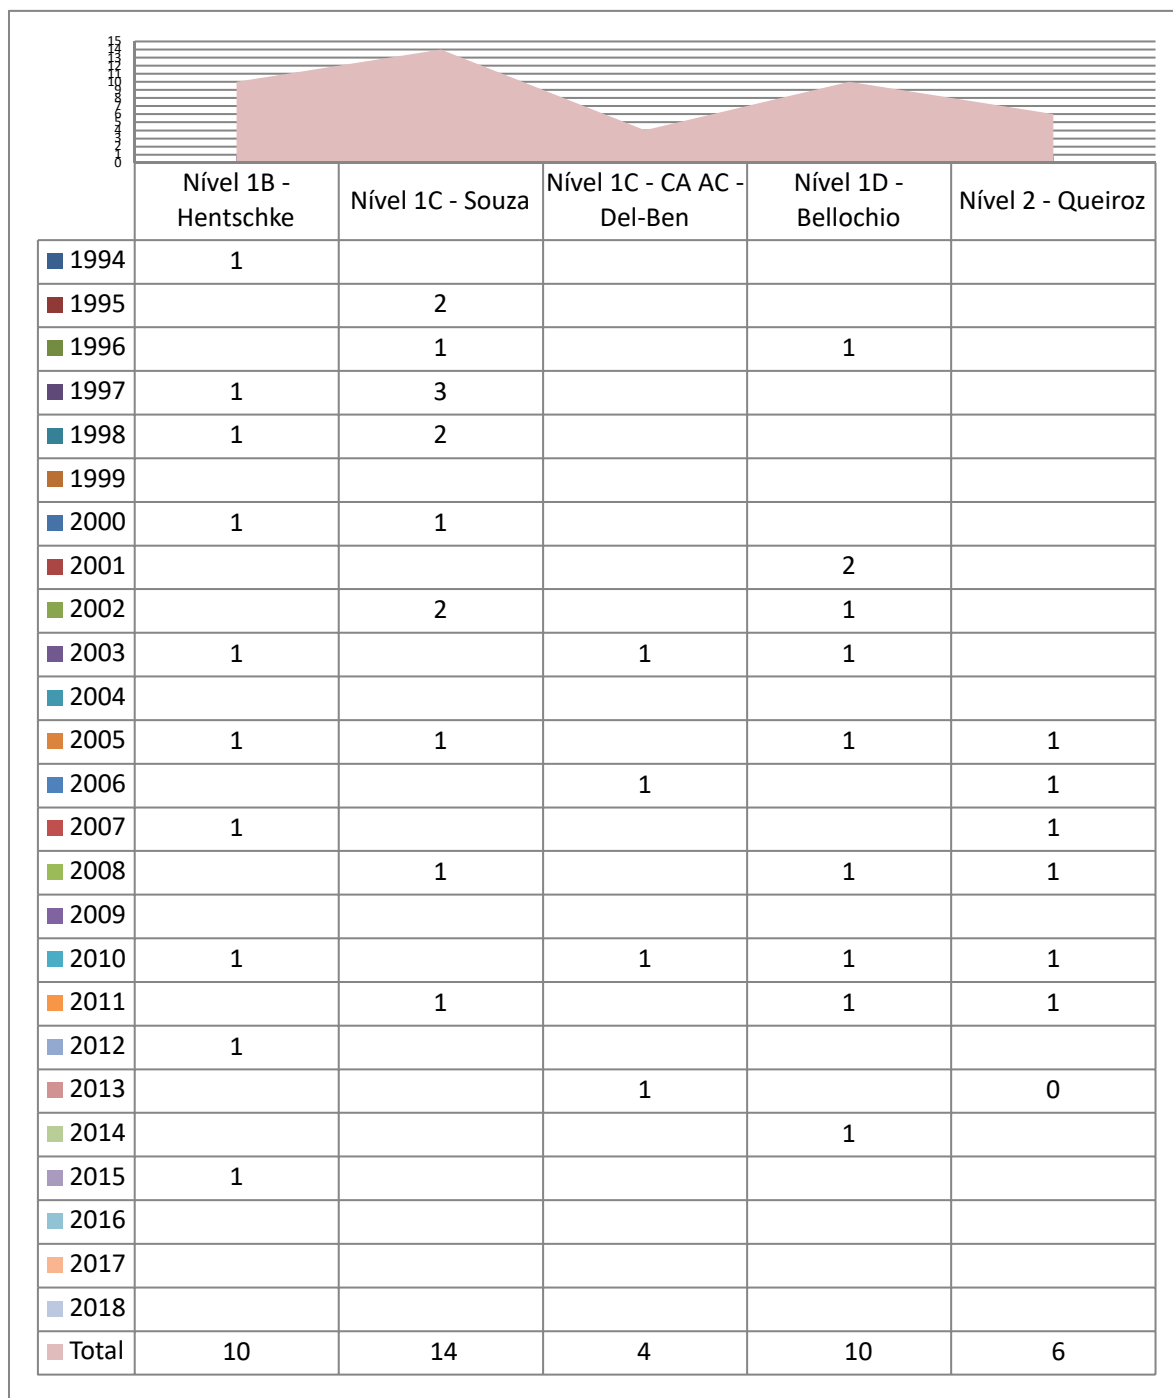 15
14
13
12
11
10
9
8
7
6
5
4
3
2
1
0
Nível 1B - Hentschke
Nível 1C - Souza
Nível 1C - CA AC - Del-Ben
Nível 1D - Bellochio
Nível 2 - Queiroz
1994 1
1995 2
1996 1 1
1997 1 3
1998 1 2
1999
2000 1 1
2001 2
2002 2 1
2003 1 1 1
2004
2005 1 1 1 1
2006 1 1
2007 1 1
2008 1 1 1
2009
2010 1 1 1 1
2011 1 1 1
2012 1
2013 1 0
2014 1
2015 1
2016
2017
2018
Total 10 14 4 10 6